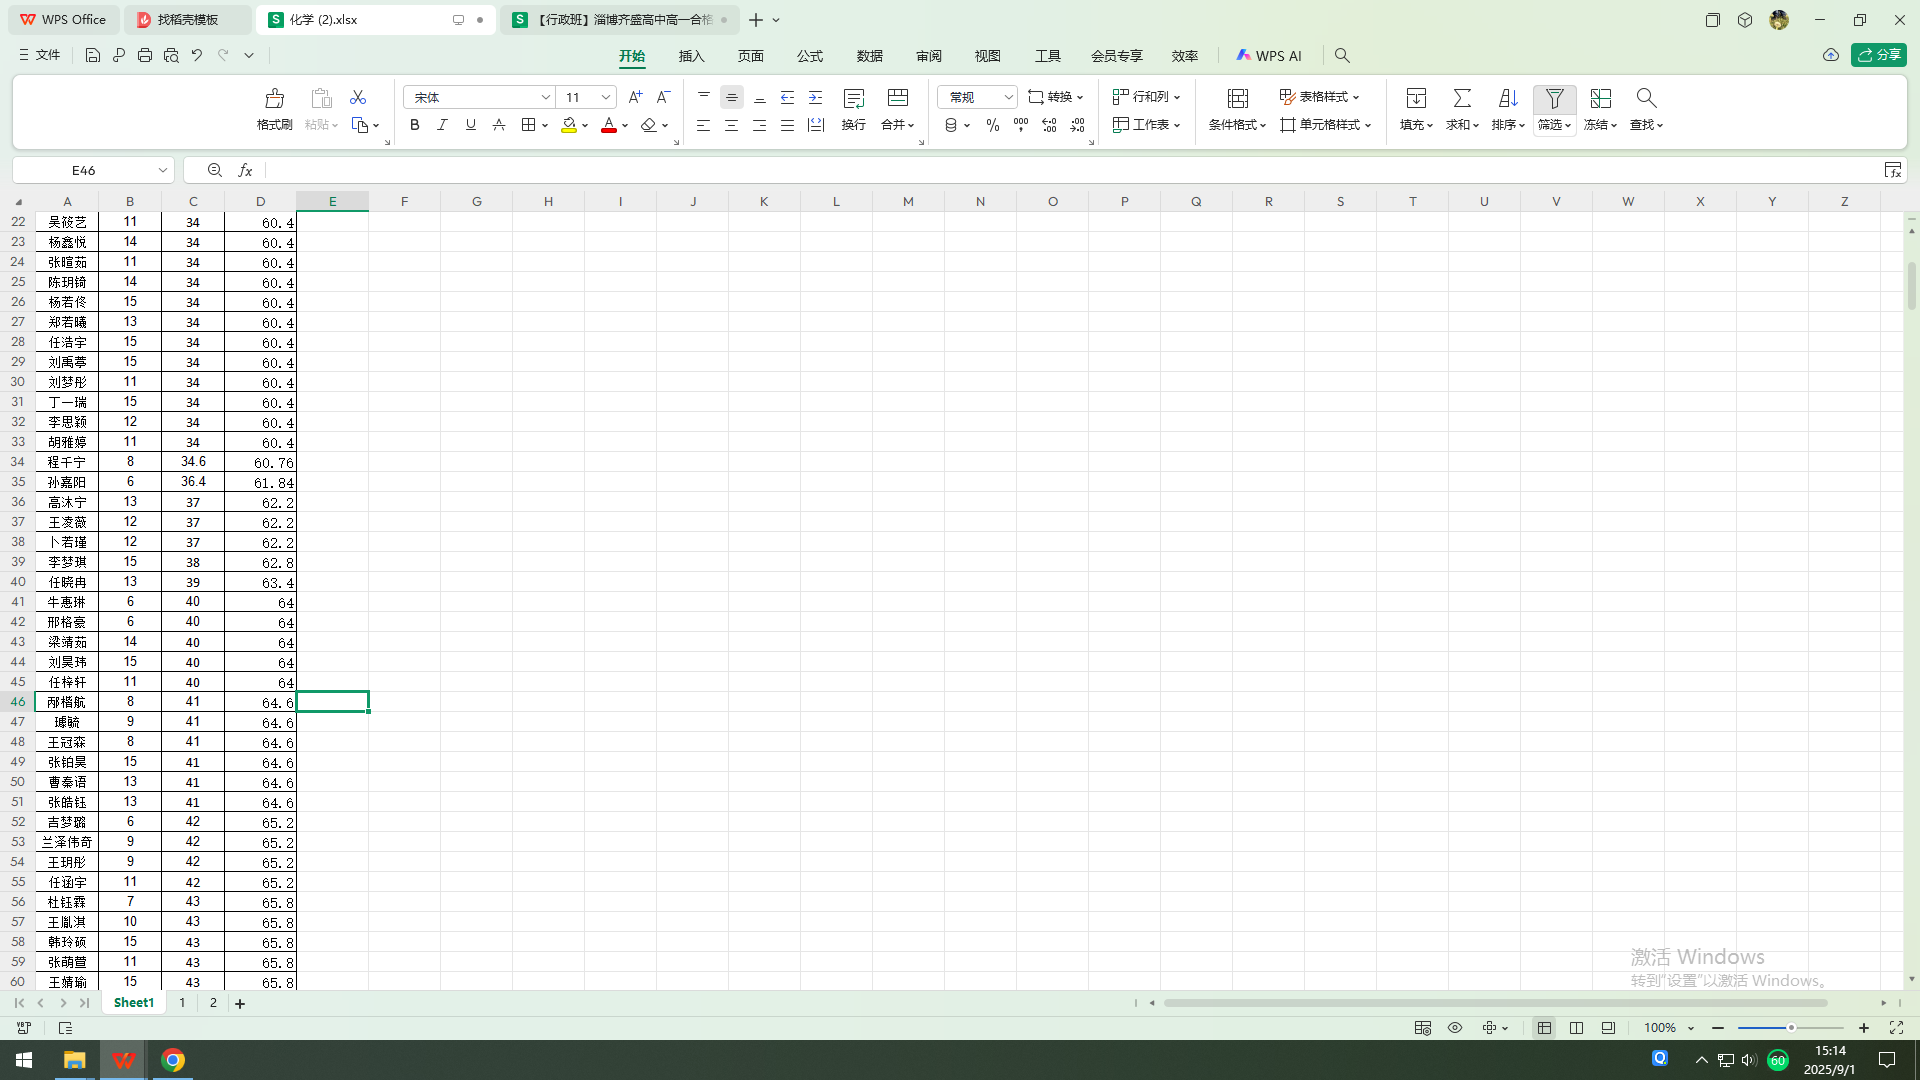 WPS Office 找稻壳模板 化学 (2).xlsx 【行政班】淄博齐盛高中高一合格
文件 开始 插入 页面 公式 数据 审阅 视图 工具 会员专享 效率 WPS AI 分享
宋体 11 常规 转换 行和列 表格样式
格式刷 粘贴 换行 合并 工作表 条件格式 单元格样式 填充 求和 排序 筛选 冻结 查找
E46
A B C D E F G H I J K L M N O P Q R S T U V W X Y Z
22 吴筱艺 11 34 60.4
23 杨鑫悦 14 34 60.4
24 张暄茹 11 34 60.4
25 陈玥锜 14 34 60.4
26 杨若佟 15 34 60.4
27 郑若曦 13 34 60.4
28 任浩宇 15 34 60.4
29 刘禹葶 15 34 60.4
30 刘梦彤 11 34 60.4
31 丁一瑞 15 34 60.4
32 李思颖 12 34 60.4
33 胡雅婷 11 34 60.4
34 程千宁 8 34.6 60.76
35 孙嘉阳 6 36.4 61.84
36 高沐宁 13 37 62.2
37 王凌薇 12 37 62.2
38 卜若瑾 12 37 62.2
39 李梦琪 15 38 62.8
40 任晓冉 13 39 63.4
41 牛惠琳 6 40 64
42 邢格豪 6 40 64
43 梁靖茹 14 40 64
44 刘昊玮 15 40 64
45 任梓轩 11 40 64
46 邴楷航 8 41 64.6
47 璩毓 9 41 64.6
48 王冠森 8 41 64.6
49 张铂昊 15 41 64.6
50 曹秦语 13 41 64.6
51 张皓钰 13 41 64.6
52 吉梦璐 6 42 65.2
53 兰泽伟奇 9 42 65.2
54 王玥彤 9 42 65.2
55 任涵宇 11 42 65.2
56 杜钰霖 7 43 65.8
57 王胤淇 10 43 65.8
58 韩玲硕 15 43 65.8
59 张萌萱 11 43 65.8
60 王婧瑜 15 43 65.8
激活 Windows
转到"设置"以激活 Windows。
Sheet1 1 2
100%
60
15:14
2025/9/1